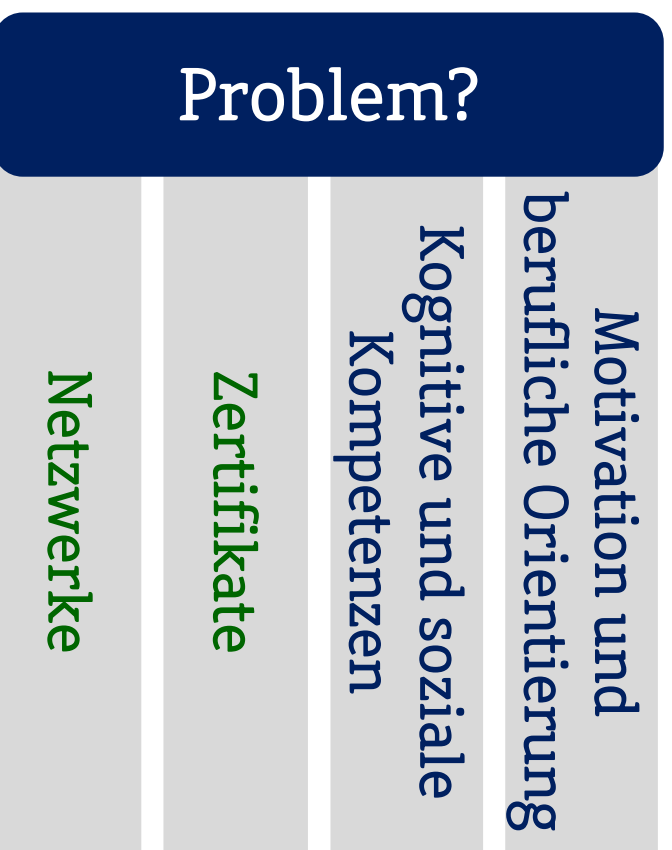 Problem?
Netzwerke
Zertifikate
Kognitive und soziale
Kompetenzen
Motivation und
berufliche Orientierung